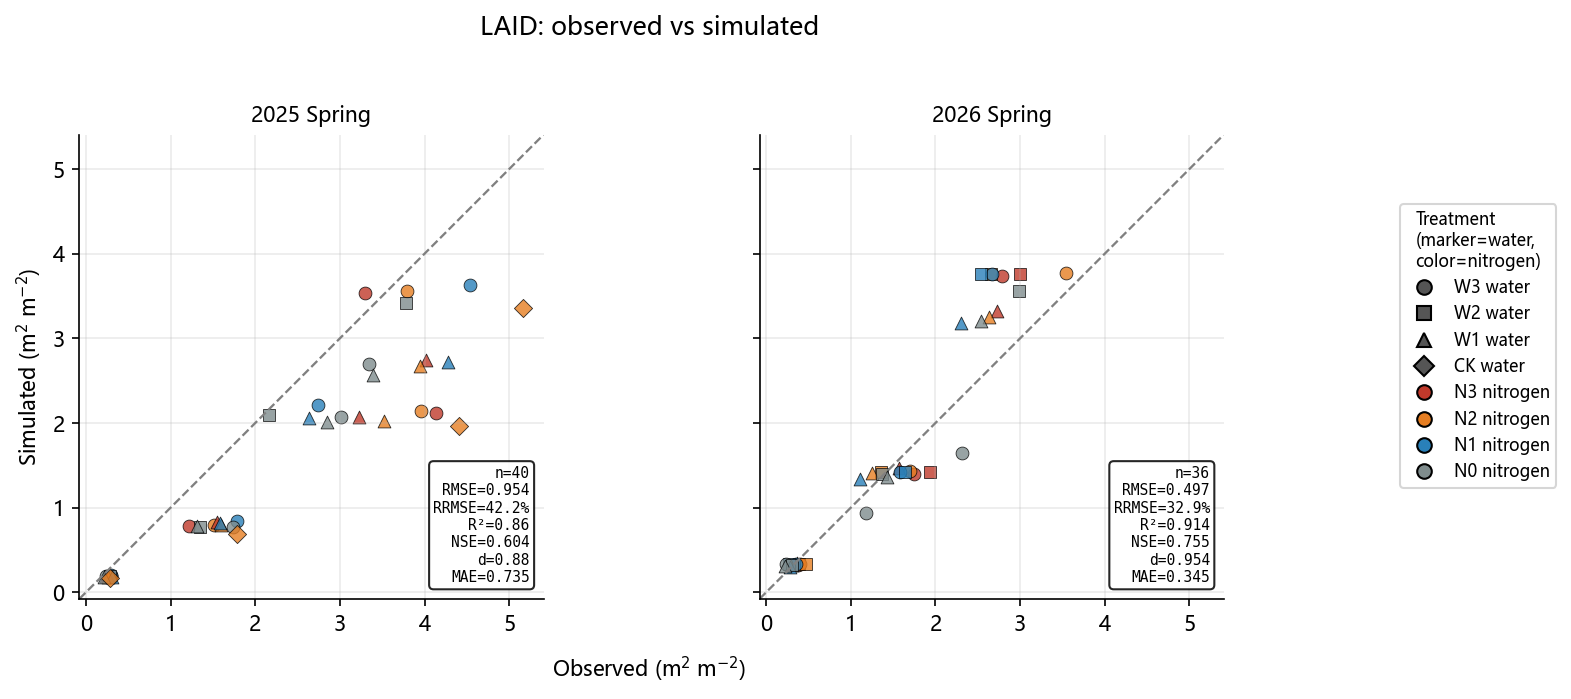 LAID: observed vs simulated
2025 Spring
2026 Spring
Simulated (m² m⁻²)
5
4
3
2
1
0
0 1 2 3 4 5
n=40
RMSE=0.954
RRMSE=42.2%
R²=0.86
NSE=0.604
d=0.88
MAE=0.735
0 1 2 3 4 5
n=36
RMSE=0.497
RRMSE=32.9%
R²=0.914
NSE=0.755
d=0.954
MAE=0.345
Observed (m² m⁻²)
Treatment
(marker=water,
color=nitrogen)
W3 water
W2 water
W1 water
CK water
N3 nitrogen
N2 nitrogen
N1 nitrogen
N0 nitrogen